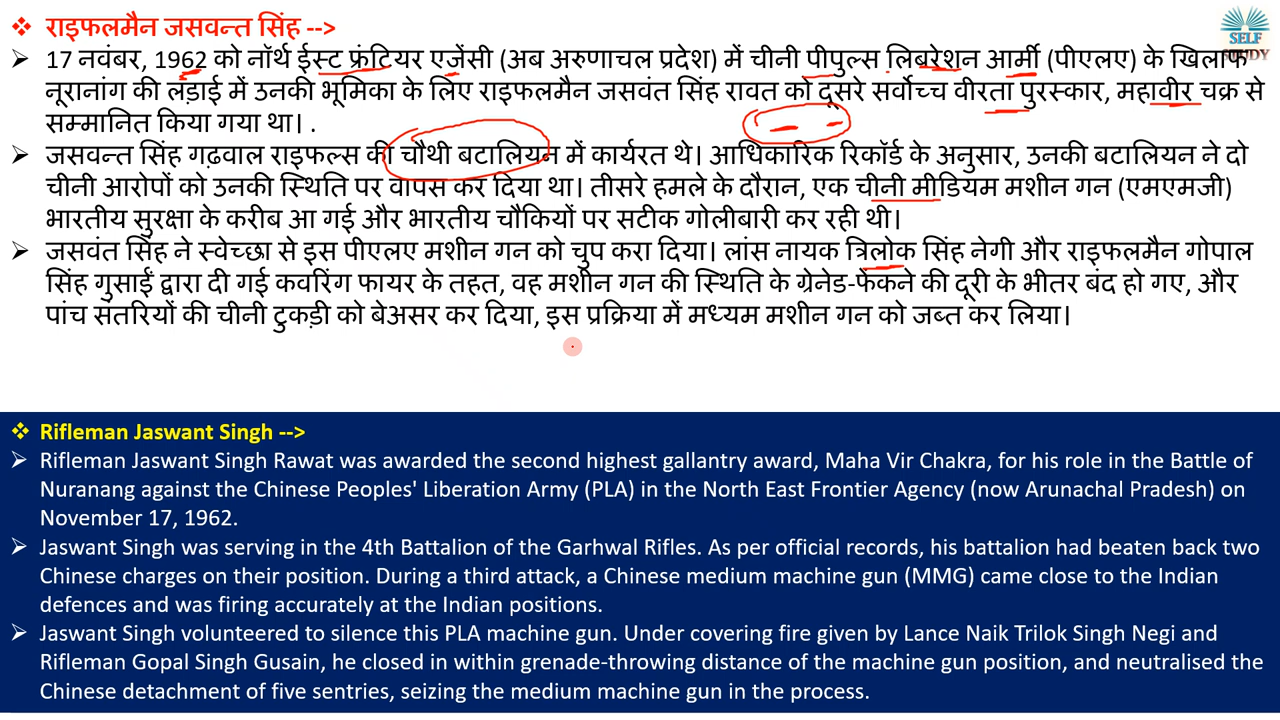 ❖ राइफलमैन जसवन्त सिंह -->
SELF
STUDY
➢ 17 नवंबर, 1962 को नॉर्थ ईस्ट फ्रंटियर एजेंसी (अब अरुणाचल प्रदेश) में चीनी पीपुल्स लिबरेशन आर्मी (पीएलए) के खिलाफ
नूरानांग की लड़ाई में उनकी भूमिका के लिए राइफलमैन जसवंत सिंह रावत को दूसरे सर्वोच्च वीरता पुरस्कार, महावीर चक्र से
सम्मानित किया गया था। .
➢ जसवन्त सिंह गढ़वाल राइफल्स की चौथी बटालियन में कार्यरत थे। आधिकारिक रिकॉर्ड के अनुसार, उनकी बटालियन ने दो
चीनी आरोपों को उनकी स्थिति पर वापस कर दिया था। तीसरे हमले के दौरान, एक चीनी मीडियम मशीन गन (एमएमजी)
भारतीय सुरक्षा के करीब आ गई और भारतीय चौकियों पर सटीक गोलीबारी कर रही थी।
➢ जसवंत सिंह ने स्वेच्छा से इस पीएलए मशीन गन को चुप करा दिया। लांस नायक त्रिलोक सिंह नेगी और राइफलमैन गोपाल
सिंह गुसाईं द्वारा दी गई कवरिंग फायर के तहत, वह मशीन गन की स्थिति के ग्रेनेड-फेंकने की दूरी के भीतर बंद हो गए, और
पांच संतरियों की चीनी टुकड़ी को बेअसर कर दिया, इस प्रक्रिया में मध्यम मशीन गन को जब्त कर लिया।
❖ Rifleman Jaswant Singh -->
➢ Rifleman Jaswant Singh Rawat was awarded the second highest gallantry award, Maha Vir Chakra, for his role in the Battle of
Nuranang against the Chinese Peoples' Liberation Army (PLA) in the North East Frontier Agency (now Arunachal Pradesh) on
November 17, 1962.
➢ Jaswant Singh was serving in the 4th Battalion of the Garhwal Rifles. As per official records, his battalion had beaten back two
Chinese charges on their position. During a third attack, a Chinese medium machine gun (MMG) came close to the Indian
defences and was firing accurately at the Indian positions.
➢ Jaswant Singh volunteered to silence this PLA machine gun. Under covering fire given by Lance Naik Trilok Singh Negi and
Rifleman Gopal Singh Gusain, he closed in within grenade-throwing distance of the machine gun position, and neutralised the
Chinese detachment of five sentries, seizing the medium machine gun in the process.